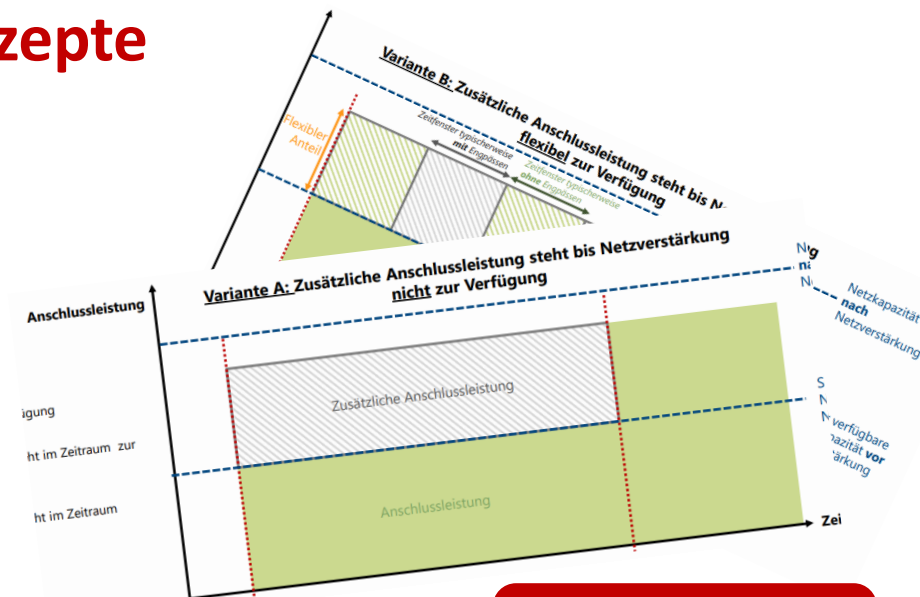 zepte
Variante B: Zusätzliche Anschlussleistung steht bis N
flexibel zur Verfügung
Flexibler
Anteil
Zeitfenster typischerweise
mit Engpässen
Zeitfenster typischerweise
ohne Engpässen
Variante A: Zusätzliche Anschlussleistung steht bis Netzverstärkung
nicht zur Verfügung
Anschlussleistung
Zusätzliche Anschlussleistung
Anschlussleistung
ügung
ht im Zeitraum zur
ht im Zeitraum
Netzkapazität
nach
Netzverstärkung
verfügbare
azität vor
ärkung
Zei